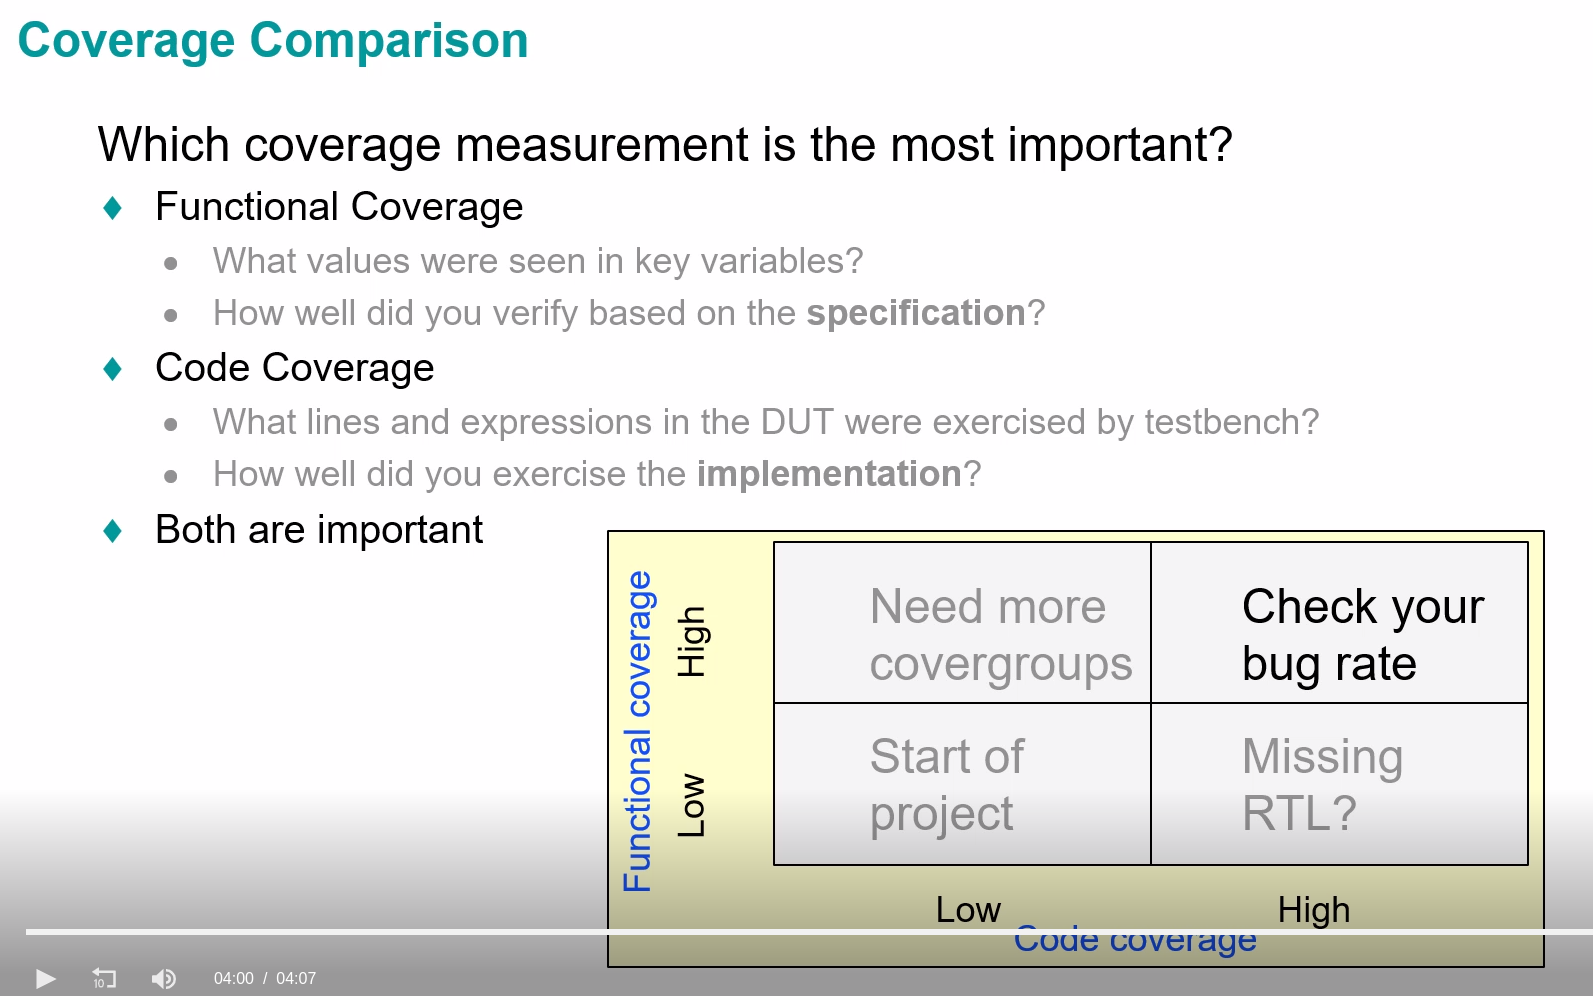 Coverage Comparison
Which coverage measurement is the most important?
Functional Coverage
What values were seen in key variables?
How well did you verify based on the specification?
Code Coverage
What lines and expressions in the DUT were exercised by testbench?
How well did you exercise the implementation?
Both are important
Functional coverage
High
Low
Need more
covergroups
Check your
bug rate
Start of
project
Missing
RTL?
Low
High
Code coverage
10
04:00 / 04:07